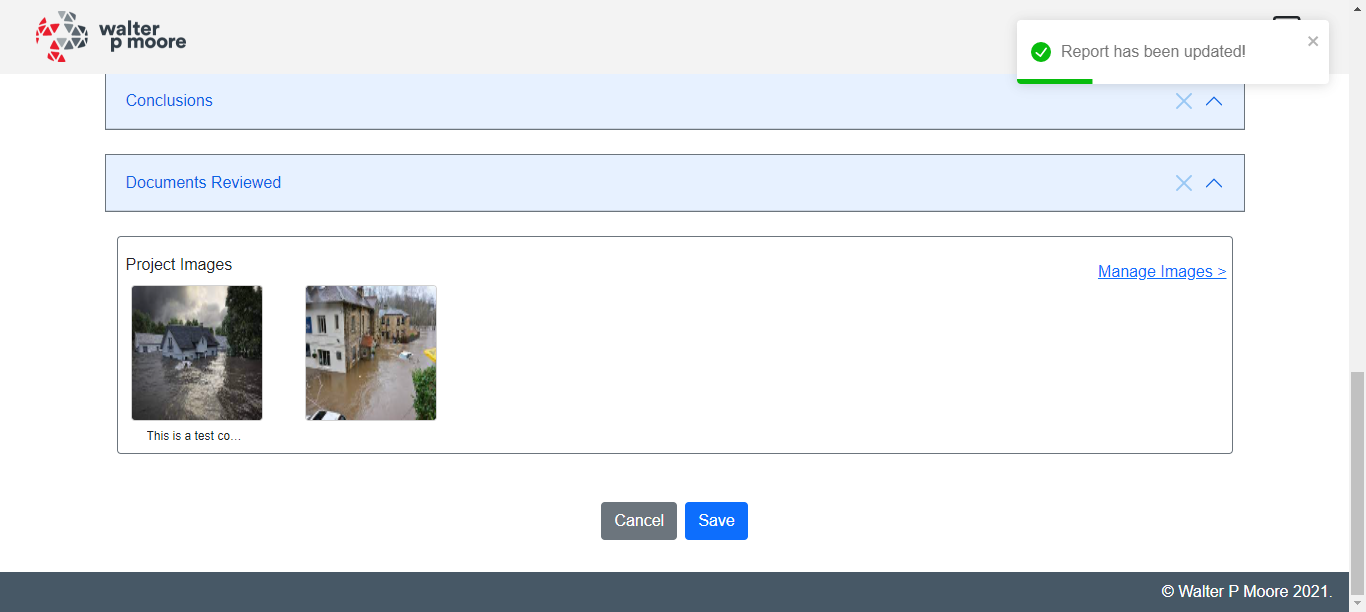 walter
p moore
Report has been updated!
Conclusions
Documents Reviewed
Project Images
Manage Images >
This is a test co...
Cancel
Save
© Walter P Moore 2021.